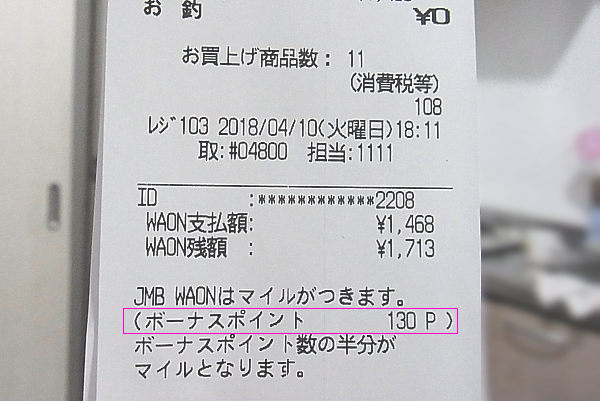 お 釣 ¥0
お買上げ商品数： 11
(消費税等)
108
ﾚｼﾞ103 2018/04/10(火曜日)18:11
取:#04800 担当:1111
ID :************2208
WAON支払額: ¥1,468
WAON残額 : ¥1,713
JMB WAONはマイルがつきます。
(ボーナスポイント 130 P )
ボーナスポイント数の半分が
マイルとなります。